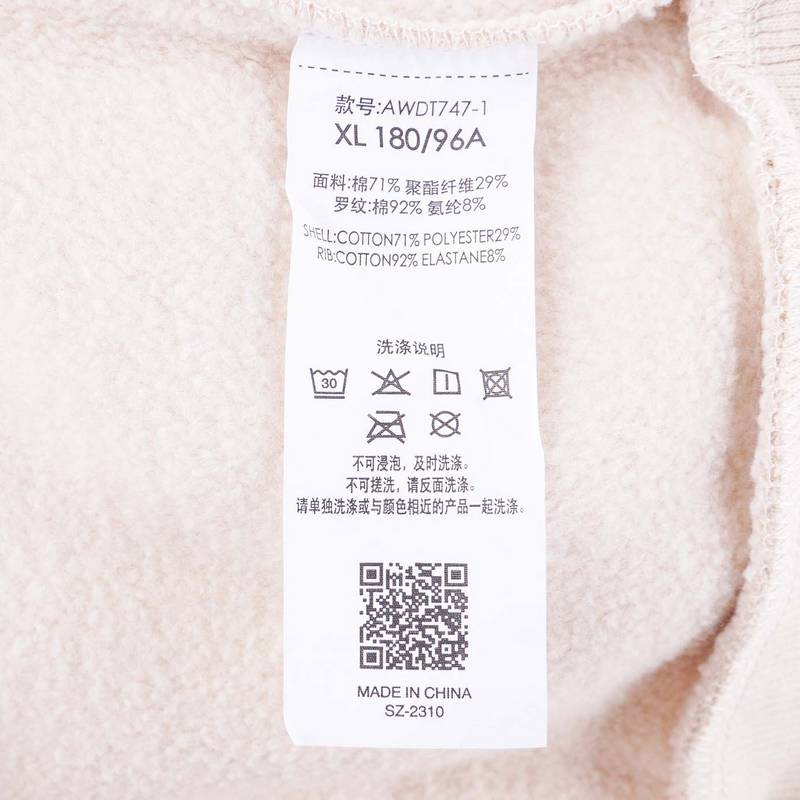 款号:AWDT747-1
XL 180/96A
面料:棉71% 聚酯纤维29%
罗纹:棉92% 氨纶8%
SHELL:COTTON71% POLYESTER29%
RIB:COTTON92% ELASTANE8%
洗涤说明
30
不可浸泡，及时洗涤。
不可搓洗，请反面洗涤。
请单独洗涤或与颜色相近的产品一起洗涤。
MADE IN CHINA
SZ-2310